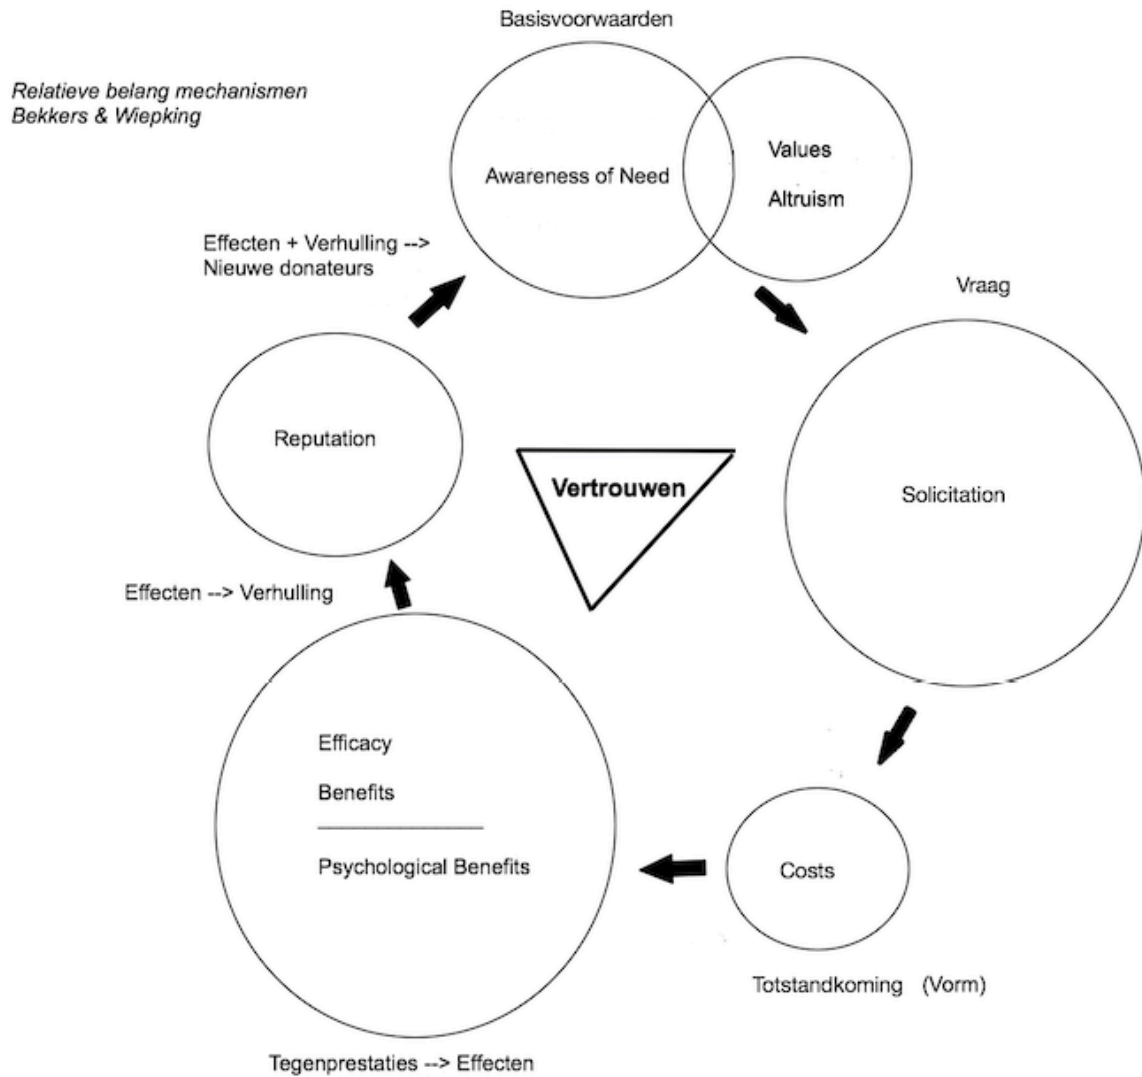 Basisvoorwaarden
Relatieve belang mechanismen
Bekkers & Wiepking
Awareness of Need
Values
Altruism
Effecten + Verhulling -->
Nieuwe donateurs
Vraag
Reputation
Vertrouwen
Solicitation
Effecten --> Verhulling
Efficacy
Benefits
Psychological Benefits
Costs
Totstandkoming (Vorm)
Tegenprestaties --> Effecten